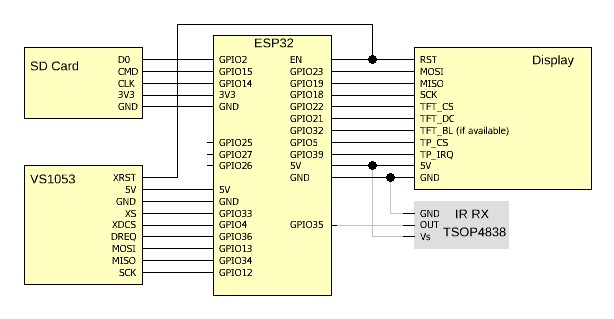 ESP32
SD Card
D0
CMD
CLK
3V3
GND
GPIO2
GPIO15
GPIO14
3V3
GND
GPIO25
GPIO27
GPIO26
5V
GND
GPIO33
GPIO4
GPIO36
GPIO13
GPIO34
GPIO12
EN
GPIO23
GPIO19
GPIO18
GPIO22
GPIO21
GPIO32
GPIO5
GPIO39
5V
GND
GPIO35
Display
RST
MOSI
MISO
SCK
TFT_CS
TFT_DC
TFT_BL (if available)
TP_CS
TP_IRQ
5V
GND
VS1053
XRST
5V
GND
XS
XDCS
DREQ
MOSI
MISO
SCK
GND
OUT
Vs
IR RX
TSOP4838